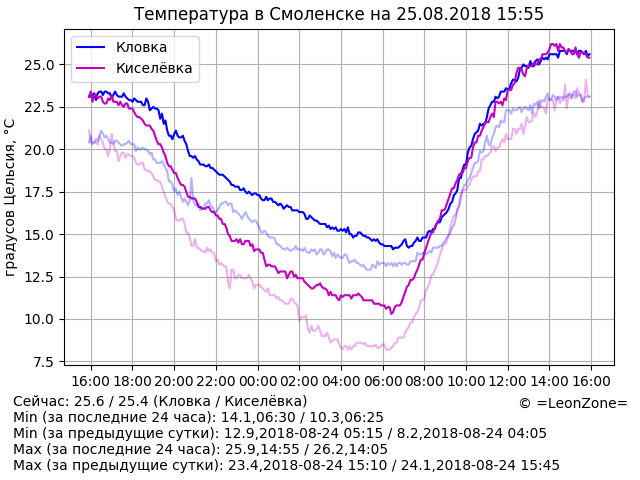 Температура в Смоленске на 25.08.2018 15:55
Кловка
Киселёвка
градусов Цельсия, °C
25.0
22.5
20.0
17.5
15.0
12.5
10.0
7.5
16:00 18:00 20:00 22:00 00:00 02:00 04:00 06:00 08:00 10:00 12:00 14:00 16:00
Сейчас: 25.6 / 25.4 (Кловка / Киселёвка)
© =LeonZone=
Min (за последние 24 часа): 14.1,06:30 / 10.3,06:25
Min (за предыдущие сутки): 12.9,2018-08-24 05:15 / 8.2,2018-08-24 04:05
Max (за последние 24 часа): 25.9,14:55 / 26.2,14:05
Max (за предыдущие сутки): 23.4,2018-08-24 15:10 / 24.1,2018-08-24 15:45